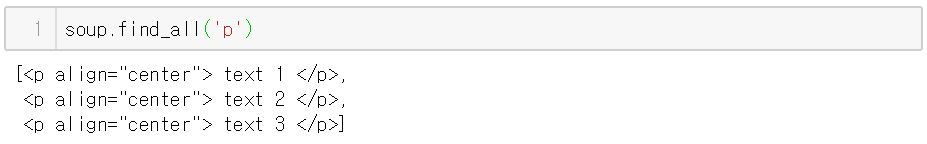 1 soup.find_all('p')
[<p align="center"> text 1 </p>,
<p align="center"> text 2 </p>,
<p align="center"> text 3 </p>]